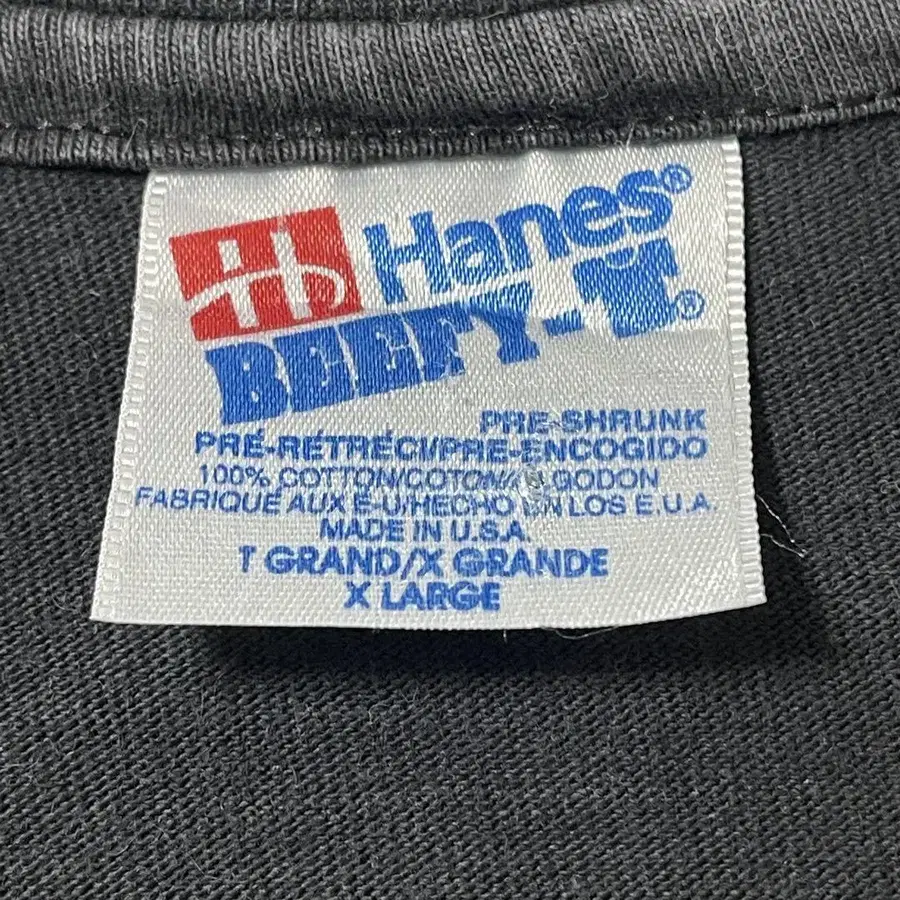 H Hanes®
BEEFY-T®
PRE-SHRUNK
PRÉ-RÉTRÉCI/PRE-ENCOGIDO
100% COTTON/COTON/ALGODON
FABRIQUÉ AUX É-U/HECHO EN LOS E.U.A.
MADE IN U.S.A.
T GRAND/X GRANDE
X LARGE